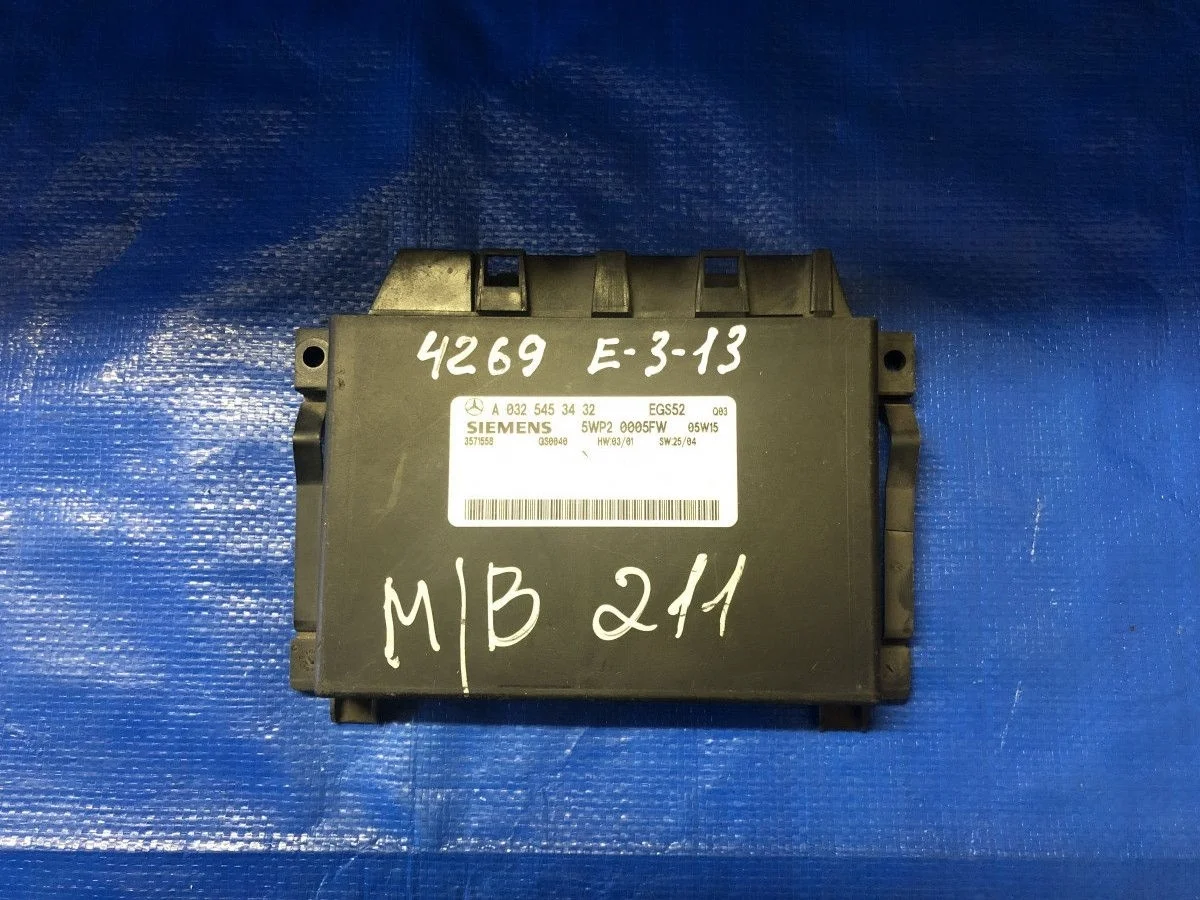 4269 E-3-13
A 032 545 34 32 EGS52 Q03
SIEMENS 5WP2 0005FW 05W15
3571558 QS0040 HW:03/01 SW:25/04
M/B 211